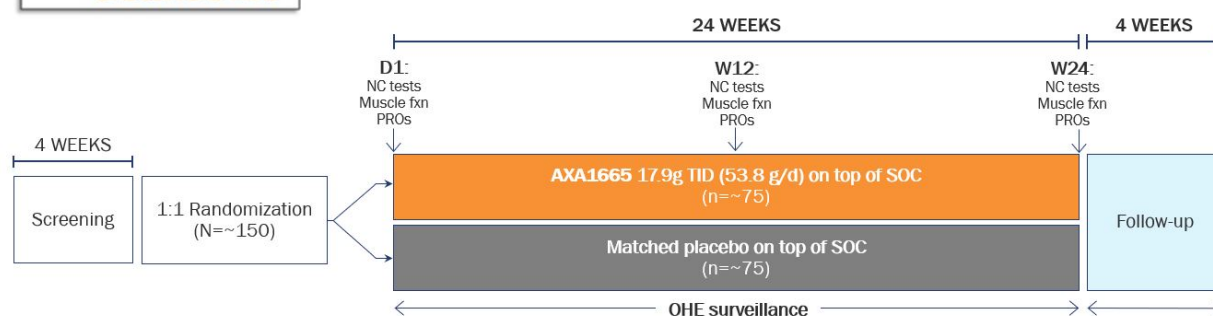 24 WEEKS
4 WEEKS
D1:
NC tests
Muscle fxn
PROs
W12:
NC tests
Muscle fxn
PROs
W24:
NC tests
Muscle fxn
PROs
4 WEEKS
Screening
1:1 Randomization
(N=~150)
AXA1665 17.9g TID (53.8 g/d) on top of SOC
(n=~75)
Matched placebo on top of SOC
(n=~75)
Follow-up
OHE surveillance